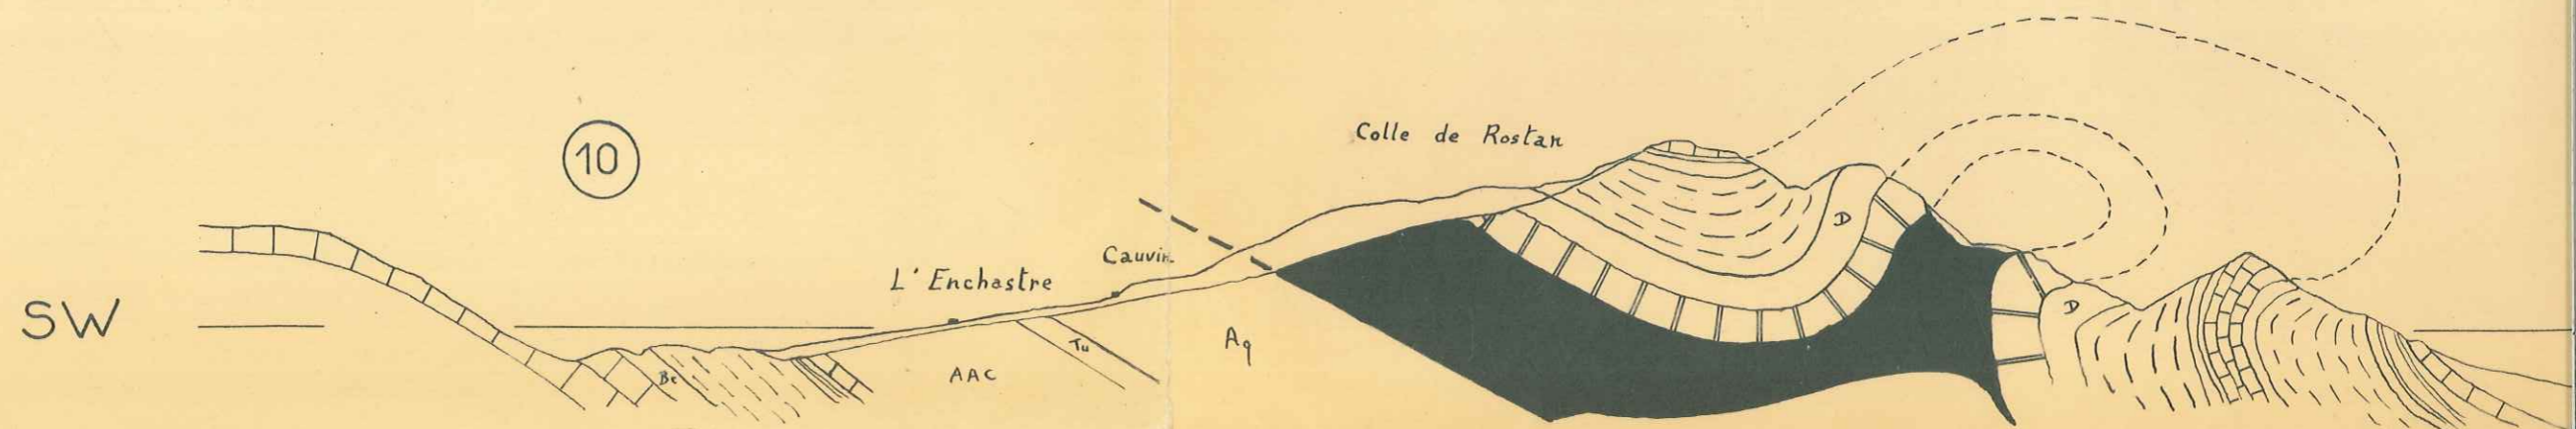 10
Colle de Rostan
Cauvin
L' Enchastre
SW
D
D
Tu
Aq
AAC
Be